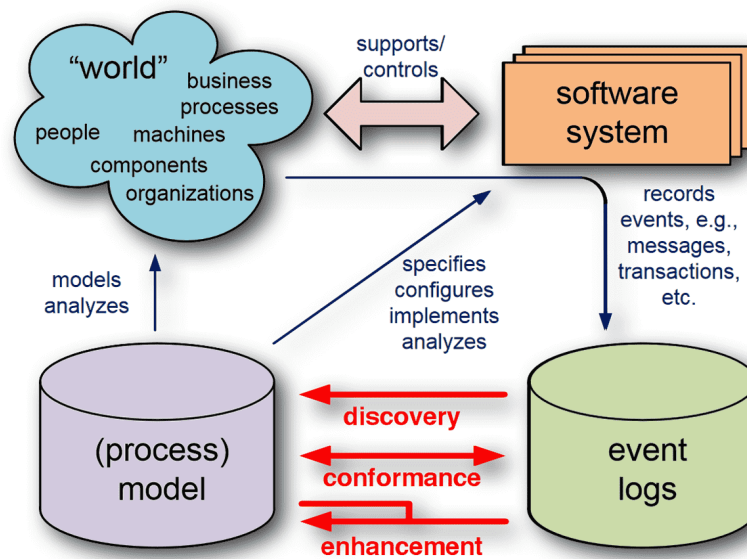 “world”
business
processes
people
machines
components
organizations
supports/
controls
software
system
records
events, e.g.,
messages,
transactions,
etc.
models
analyzes
specifies
configures
implements
analyzes
(process)
model
discovery
conformance
enhancement
event
logs